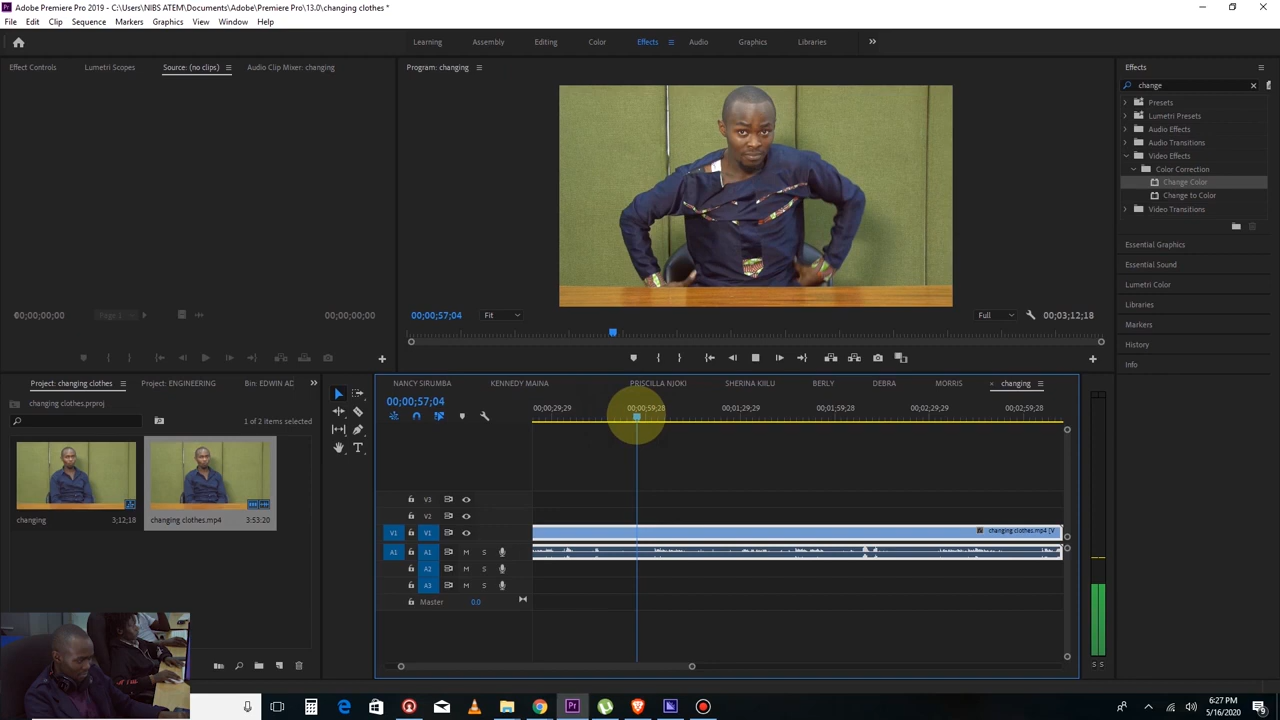 Adobe Premiere Pro 2019 - C:\Users\NIBS ATEM\Documents\Adobe\Premiere Pro\13.0\changing clothes *
File Edit Clip Sequence Markers Graphics View Window Help
Learning Assembly Editing Color Effects Audio Graphics Libraries
Effect Controls Lumetri Scopes Source: (no clips) Audio Clip Mixer: changing
Program: changing
Effects
change
Presets
Lumetri Presets
Audio Effects
Audio Transitions
Video Effects
Color Correction
Change Color
Change to Color
Video Transitions
Essential Graphics
Essential Sound
Lumetri Color
Libraries
Markers
History
Info
00;00;00;00 Page 1 00;00;00;00
00;00;57;04 Fit Full 00;03;12;18
Project: changing clothes Project: ENGINEERING Bin: EDWIN AD
changing clothes.prproj
1 of 2 items selected
changing 3;12;18
changing clothes.mp4 3:53:20
NANCY SIRUMBA KENNEDY MAINA PRISCILLA NJOKI SHERINA KIILU BERLY DEBRA MORRIS × changing
00;00;57;04
00;00;29;29 00;00;59;28 00;01;29;29 00;01;59;28 00;02;29;29 00;02;59;28
V3
V2
V1 V1 changing clothes.mp4 [V
A1 A1 M S
A2 M S
A3 M S
Master 0.0
S S
6:27 PM
5/16/2020